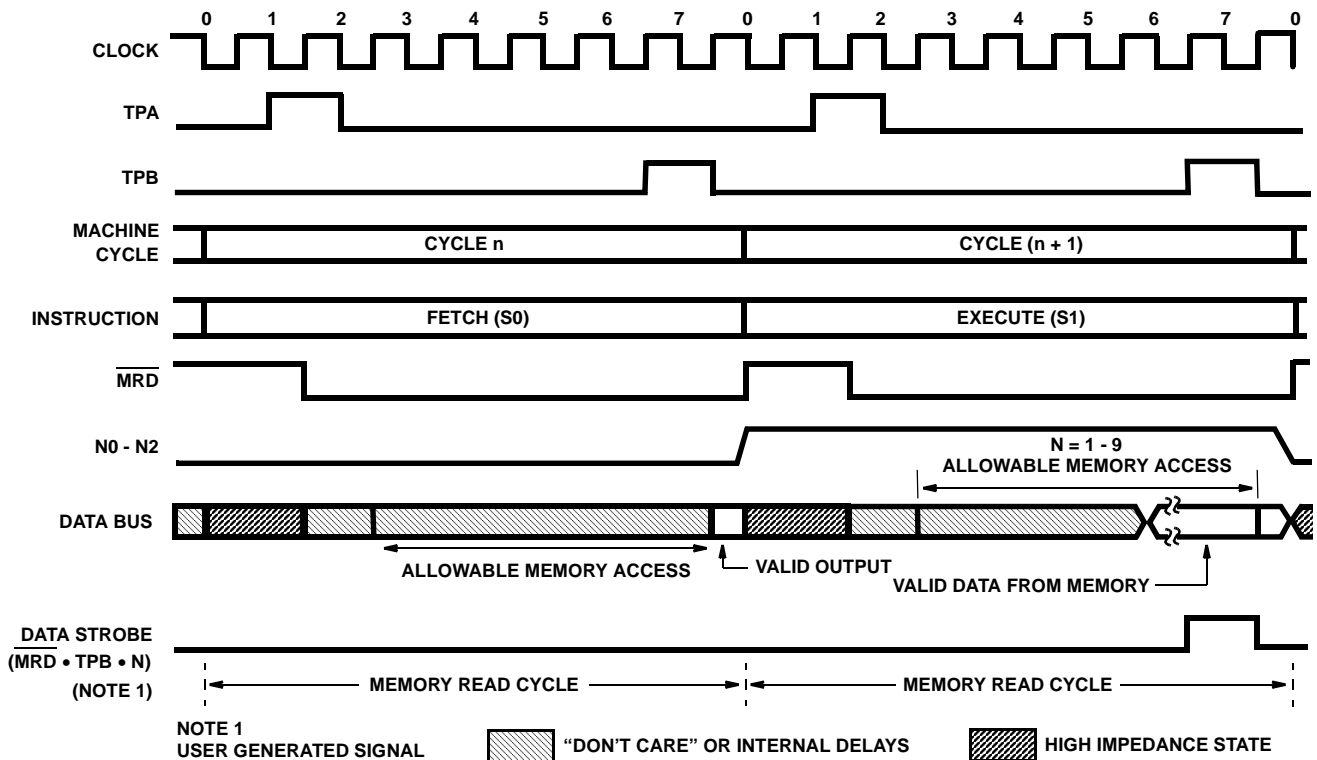 0 1 2 3 4 5 6 7 0 1 2 3 4 5 6 7 0
CLOCK
TPA
TPB
MACHINE
CYCLE
CYCLE n
CYCLE (n + 1)
INSTRUCTION
FETCH (S0)
EXECUTE (S1)
MRD
N0 - N2
N = 1 - 9
ALLOWABLE MEMORY ACCESS
DATA BUS
ALLOWABLE MEMORY ACCESS
VALID OUTPUT
VALID DATA FROM MEMORY
DATA STROBE
(MRD • TPB • N)
(NOTE 1)
MEMORY READ CYCLE
MEMORY READ CYCLE
NOTE 1
USER GENERATED SIGNAL
“DON'T CARE” OR INTERNAL DELAYS
HIGH IMPEDANCE STATE